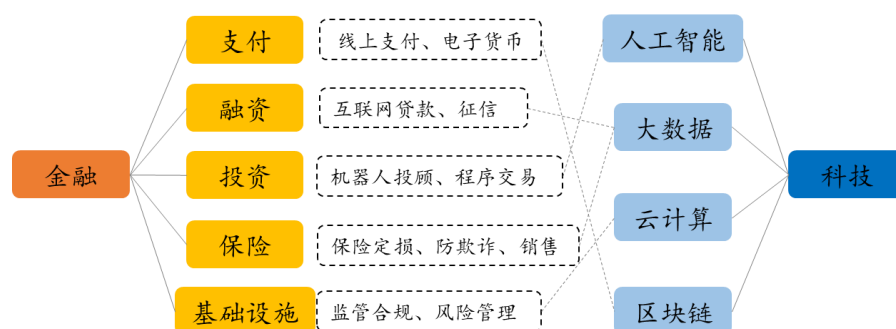 支付
线上支付、电子货币
人工智能
融资
互联网贷款、征信
大数据
金融
投资
机器人投顾、程序交易
科技
保险
保险定损、防欺诈、销售
云计算
基础设施
监管合规、风险管理
区块链